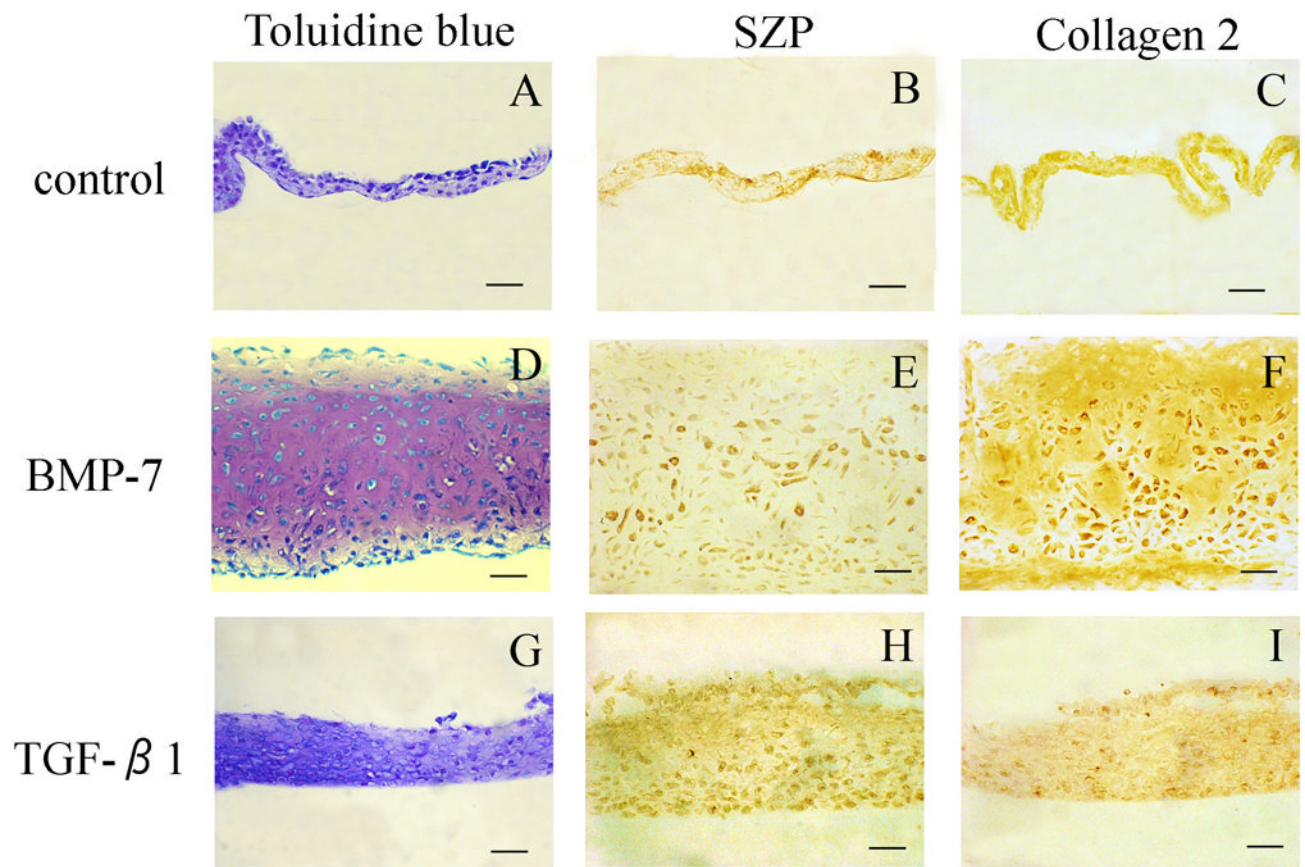 Toluidine blue SZP Collagen 2
control A B C
BMP-7 D E F
TGF-β1 G H I